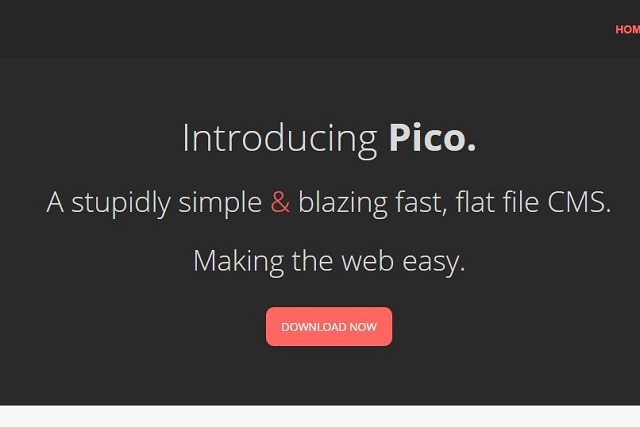 HOM
Introducing Pico.
A stupidly simple & blazing fast, flat file CMS.
Making the web easy.
DOWNLOAD NOW